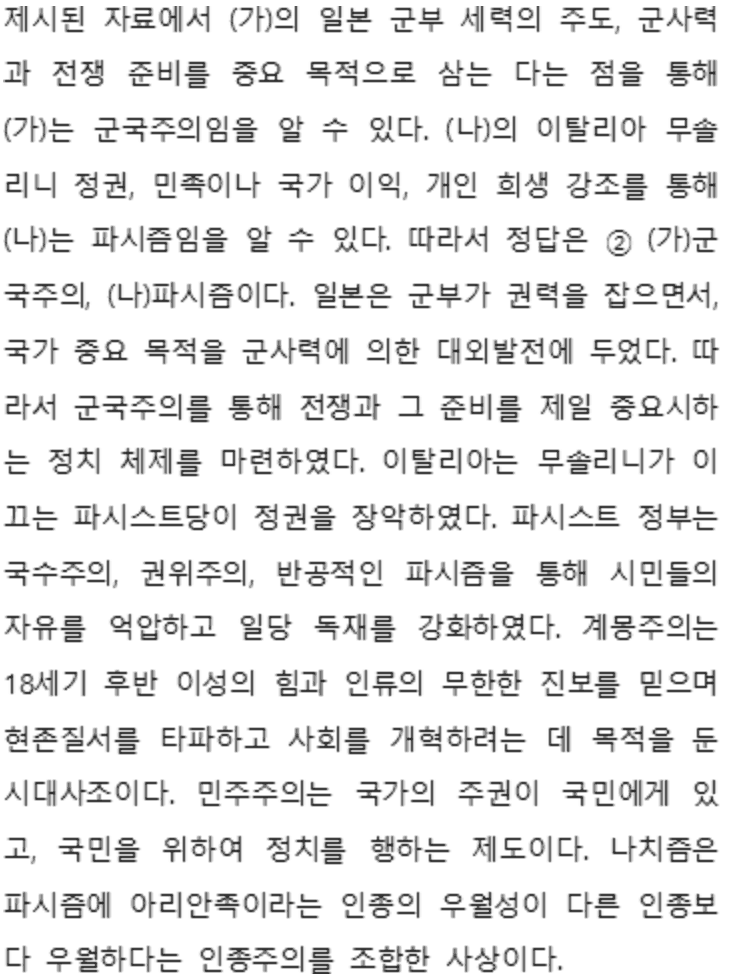 제시된 자료에서 (가)의 일본 군부 세력의 주도, 군사력
과 전쟁 준비를 중요 목적으로 삼는 다는 점을 통해
(가)는 군국주의임을 알 수 있다. (나)의 이탈리아 무솔
리니 정권, 민족이나 국가 이익, 개인 희생 강조를 통해
(나)는 파시즘임을 알 수 있다. 따라서 정답은 ② (가)군
국주의, (나)파시즘이다. 일본은 군부가 권력을 잡으면서,
국가 중요 목적을 군사력에 의한 대외발전에 두었다. 따
라서 군국주의를 통해 전쟁과 그 준비를 제일 중요시하
는 정치 체제를 마련하였다. 이탈리아는 무솔리니가 이
끄는 파시스트당이 정권을 장악하였다. 파시스트 정부는
국수주의, 권위주의, 반공적인 파시즘을 통해 시민들의
자유를 억압하고 일당 독재를 강화하였다. 계몽주의는
18세기 후반 이성의 힘과 인류의 무한한 진보를 믿으며
현존질서를 타파하고 사회를 개혁하려는 데 목적을 둔
시대사조이다. 민주주의는 국가의 주권이 국민에게 있
고, 국민을 위하여 정치를 행하는 제도이다. 나치즘은
파시즘에 아리안족이라는 인종의 우월성이 다른 인종보
다 우월하다는 인종주의를 조합한 사상이다.